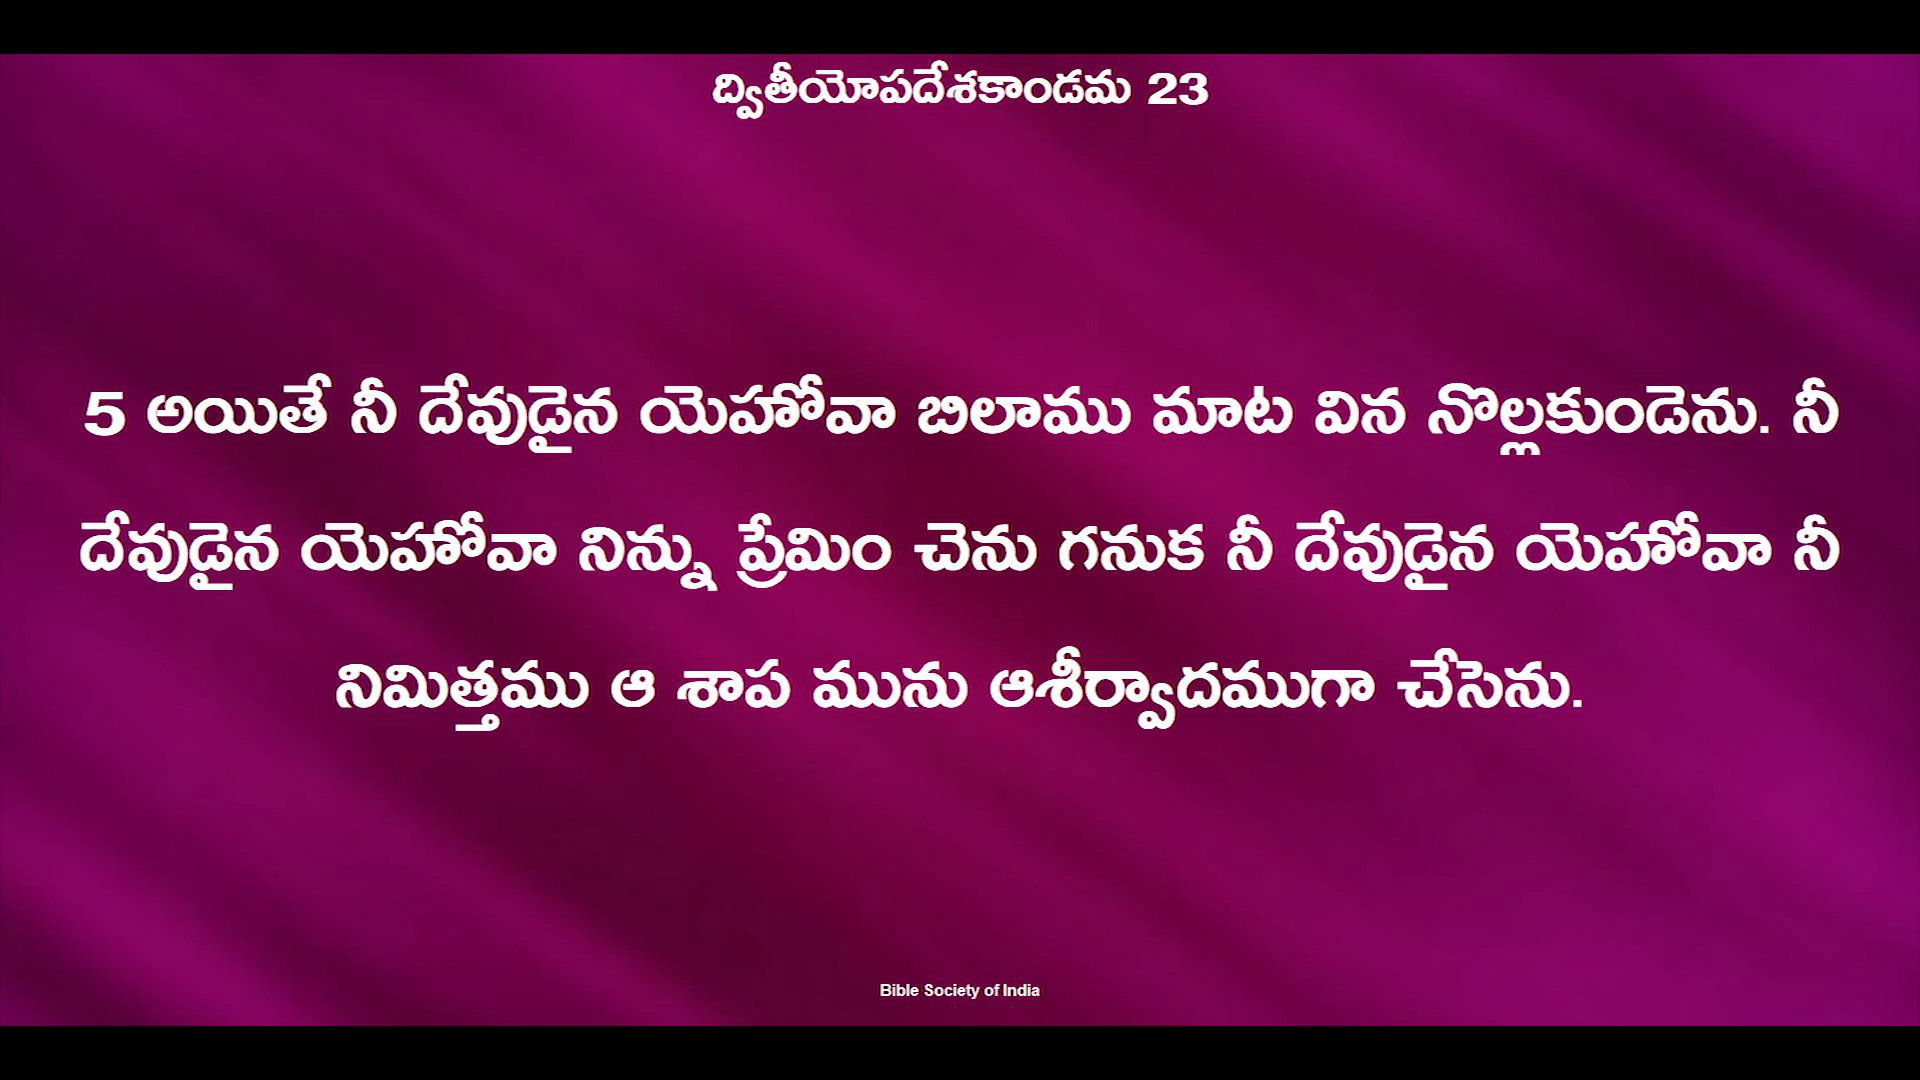 ద్వితీయోపదేశకాండమ 23
5 అయితే నీ దేవుడైన యెహోవా బిలాము మాట విన నొల్లకుండెను. నీ
దేవుడైన యెహోవా నిన్ను ప్రేమిం చెను గనుక నీ దేవుడైన యెహోవా నీ
నిమిత్తము ఆ శాప మును ఆశీర్వాదముగా చేసెను.
Bible Society of India